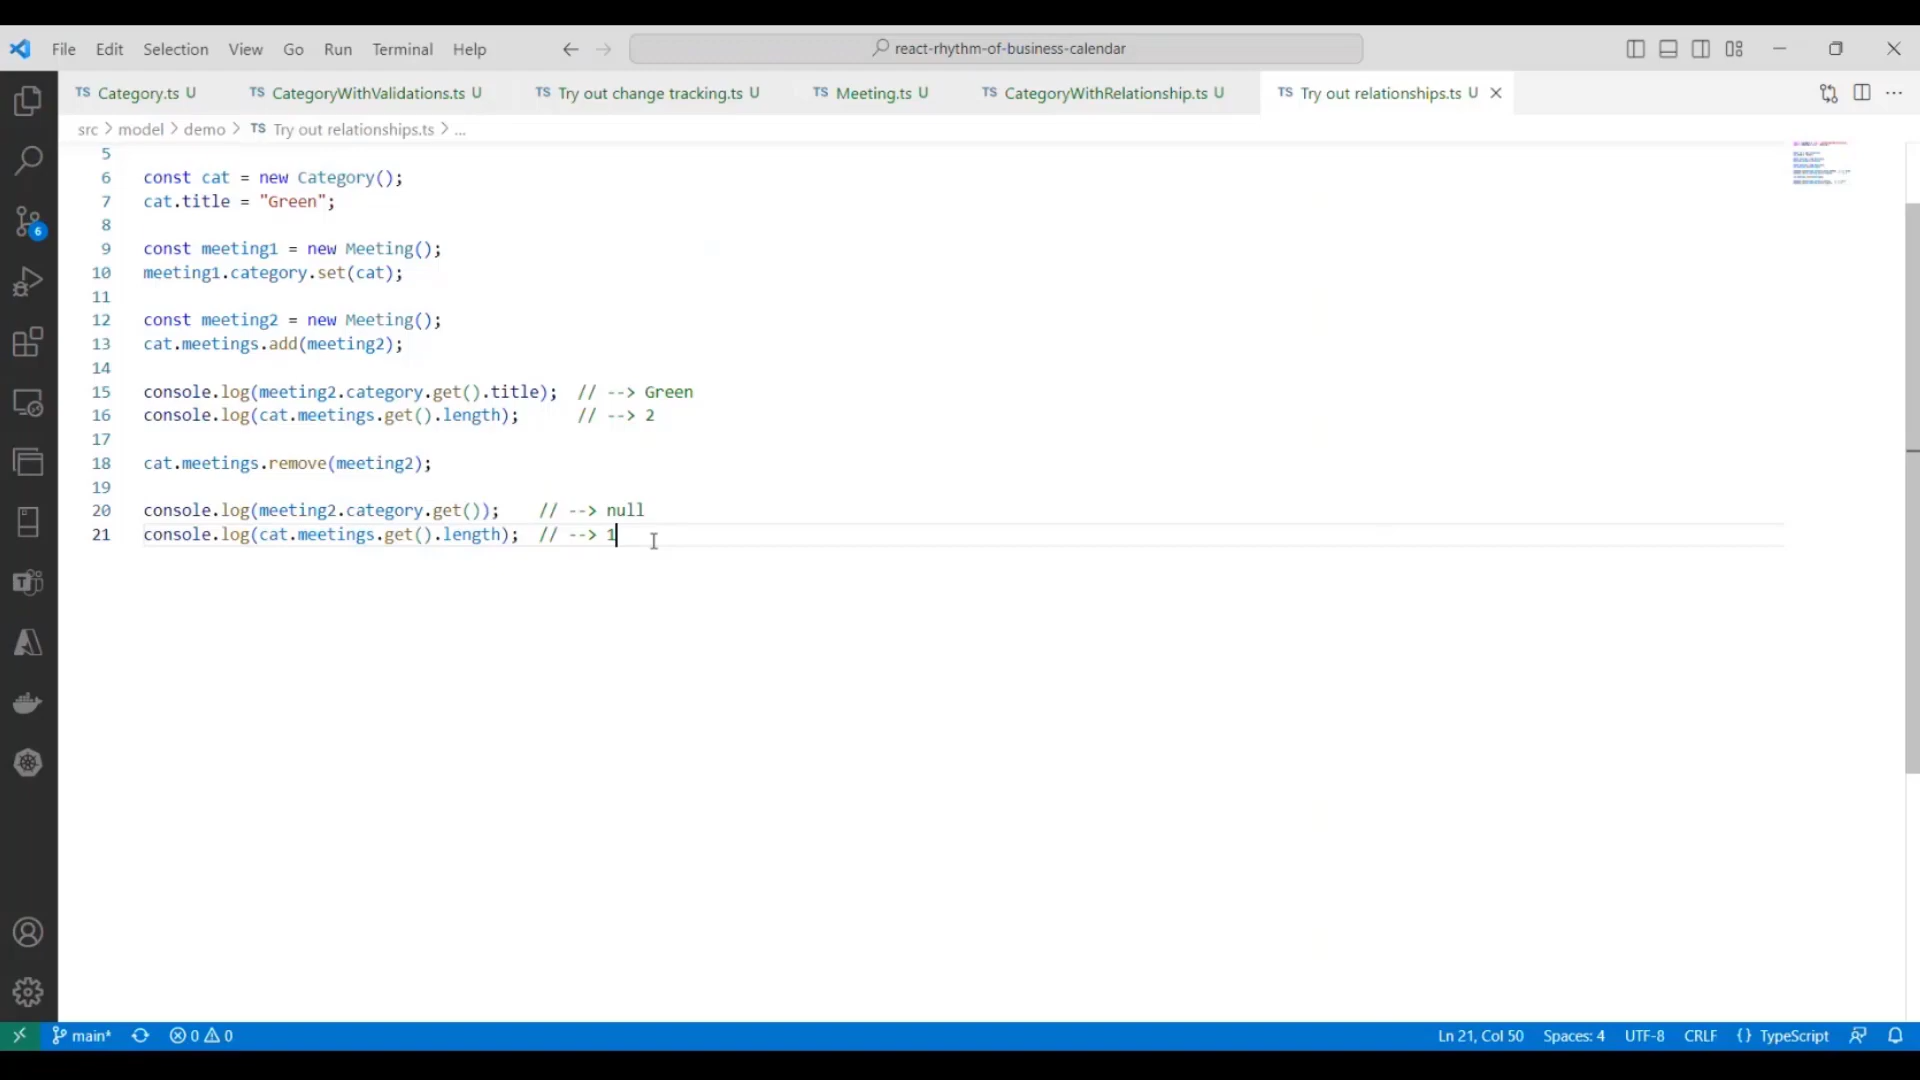 File Edit Selection View Go Run Terminal Help react-rhythm-of-business-calendar
TS Category.ts U TS CategoryWithValidations.ts U TS Try out change tracking.ts U TS Meeting.ts U TS CategoryWithRelationship.ts U TS Try out relationships.ts U
src > model > demo > TS Try out relationships.ts > ...
5
6 const cat = new Category();
7 cat.title = "Green";
8
9 const meeting1 = new Meeting();
10 meeting1.category.set(cat);
11
12 const meeting2 = new Meeting();
13 cat.meetings.add(meeting2);
14
15 console.log(meeting2.category.get().title); // --> Green
16 console.log(cat.meetings.get().length); // --> 2
17
18 cat.meetings.remove(meeting2);
19
20 console.log(meeting2.category.get()); // --> null
21 console.log(cat.meetings.get().length); // --> 1
6
main* 0 0 Ln 21, Col 50 Spaces: 4 UTF-8 CRLF {} TypeScript